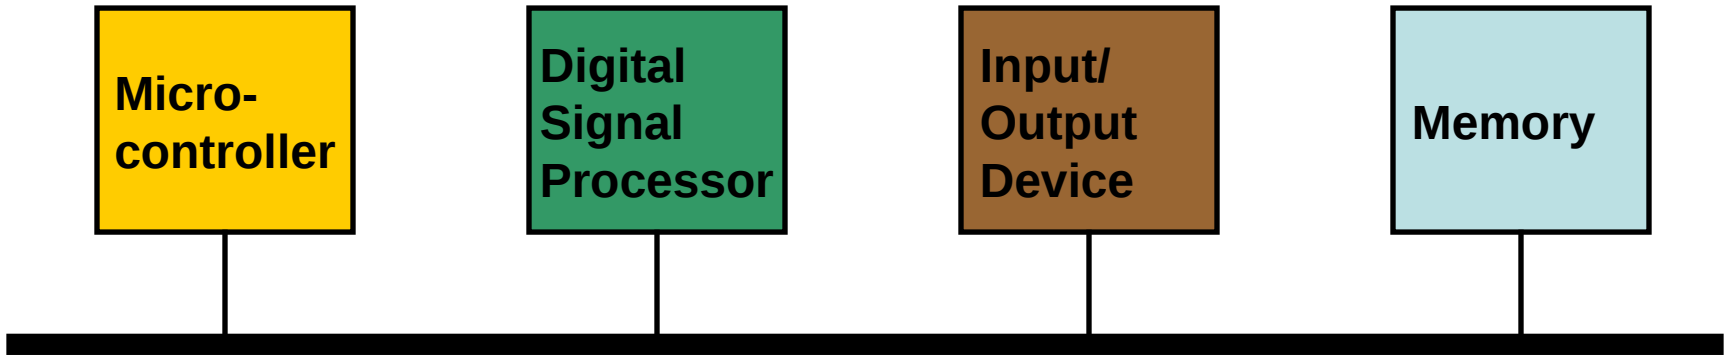 Micro-
controller
Digital
Signal
Processor
Input/
Output
Device
Memory